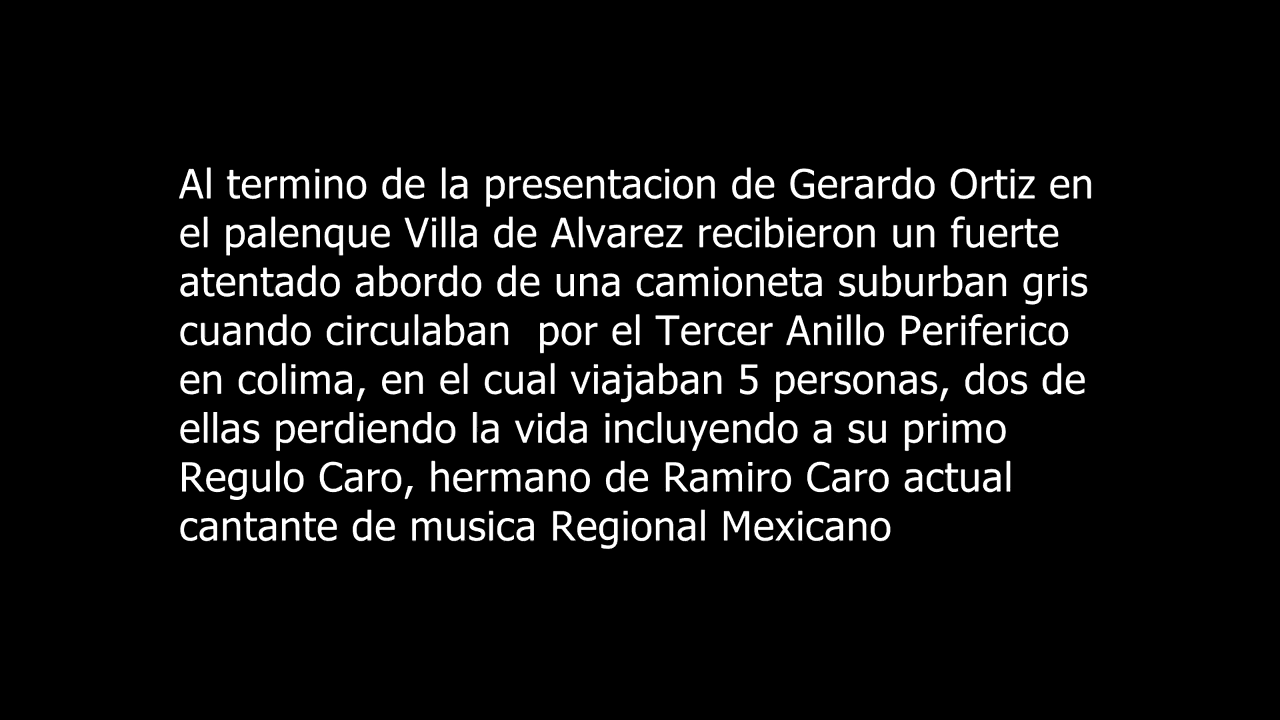 Al termino de la presentacion de Gerardo Ortiz en
el palenque Villa de Alvarez recibieron un fuerte
atentado abordo de una camioneta suburban gris
cuando circulaban  por el Tercer Anillo Periferico
en colima, en el cual viajaban 5 personas, dos de
ellas perdiendo la vida incluyendo a su primo
Regulo Caro, hermano de Ramiro Caro actual
cantante de musica Regional Mexicano